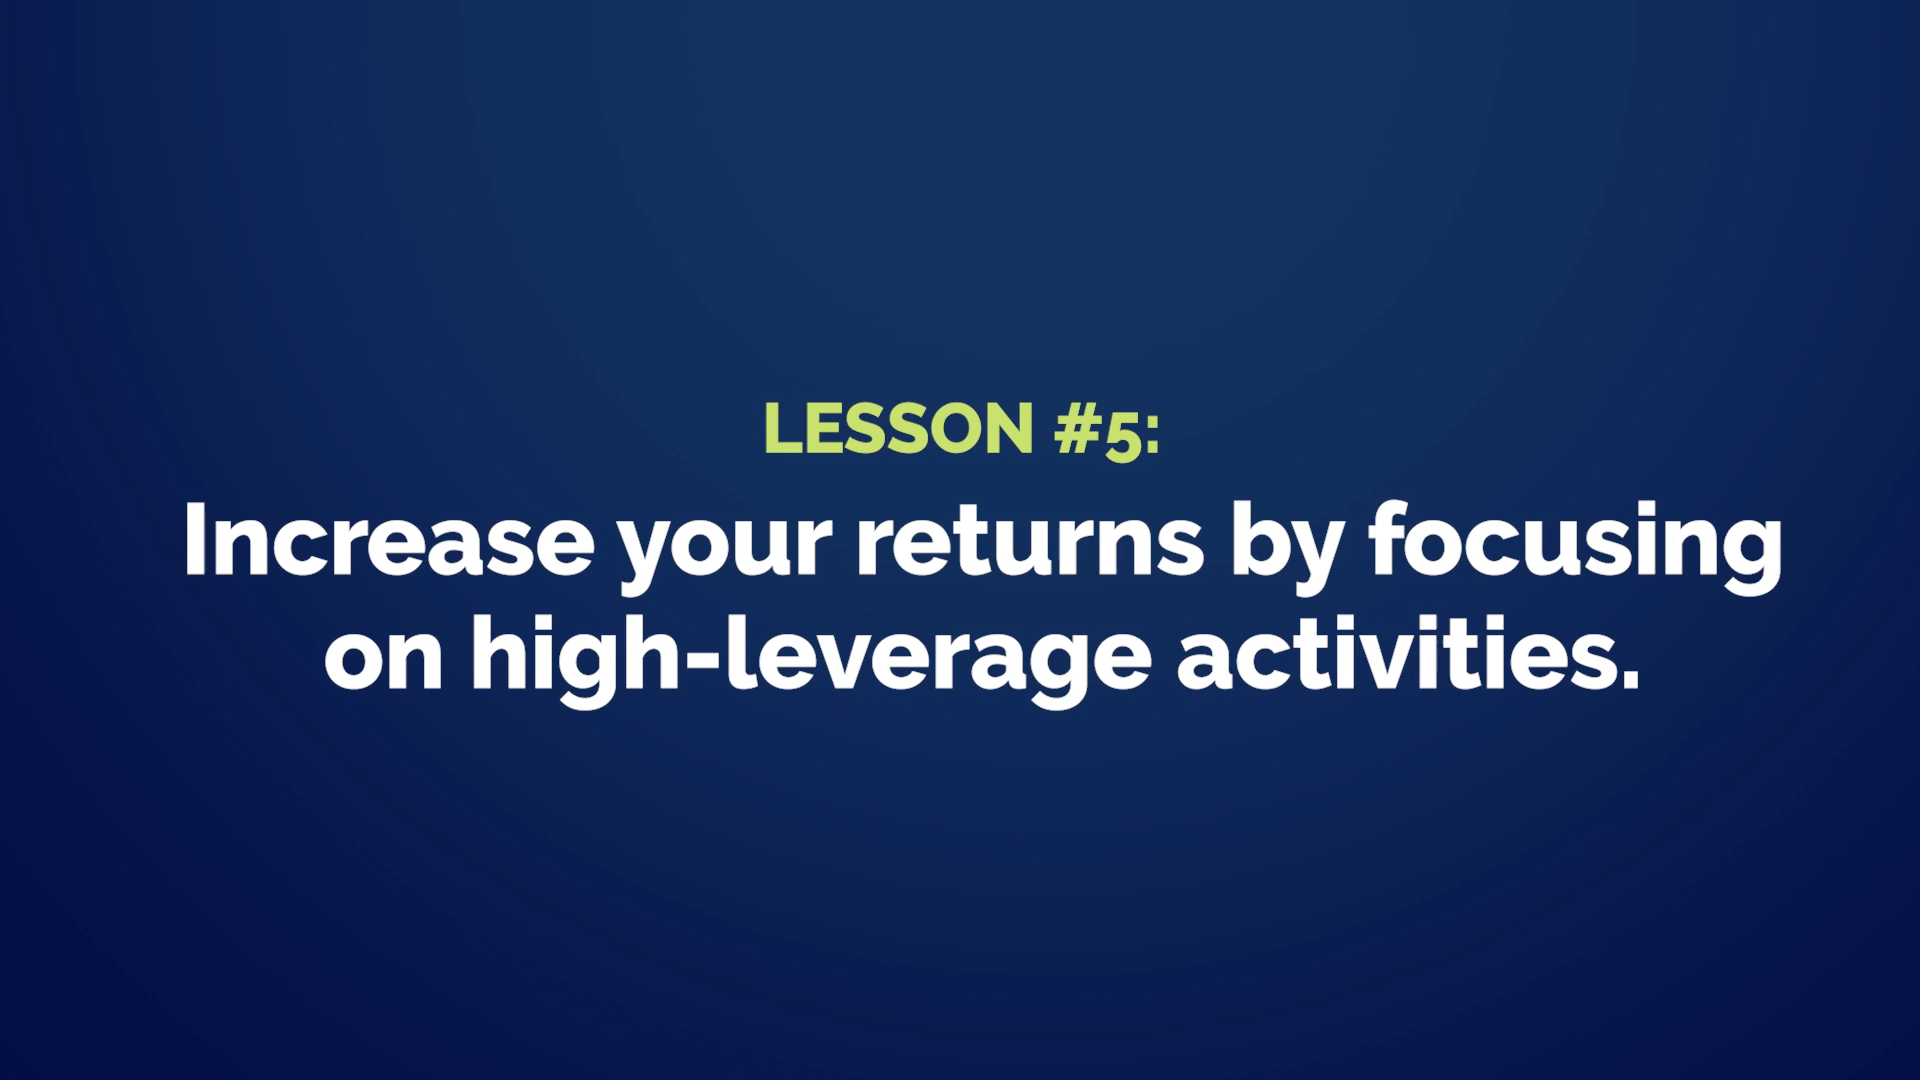 LESSON #5:
Increase your returns by focusing
on high-leverage activities.